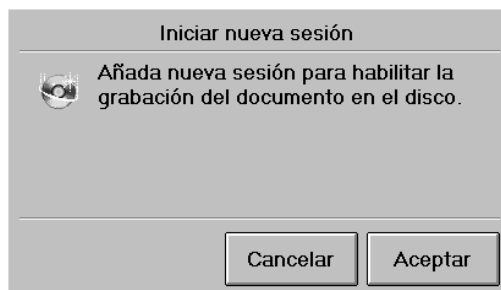 Iniciar nueva sesión
Añada nueva sesión para habilitar la
grabación del documento en el disco.
Cancelar
Aceptar